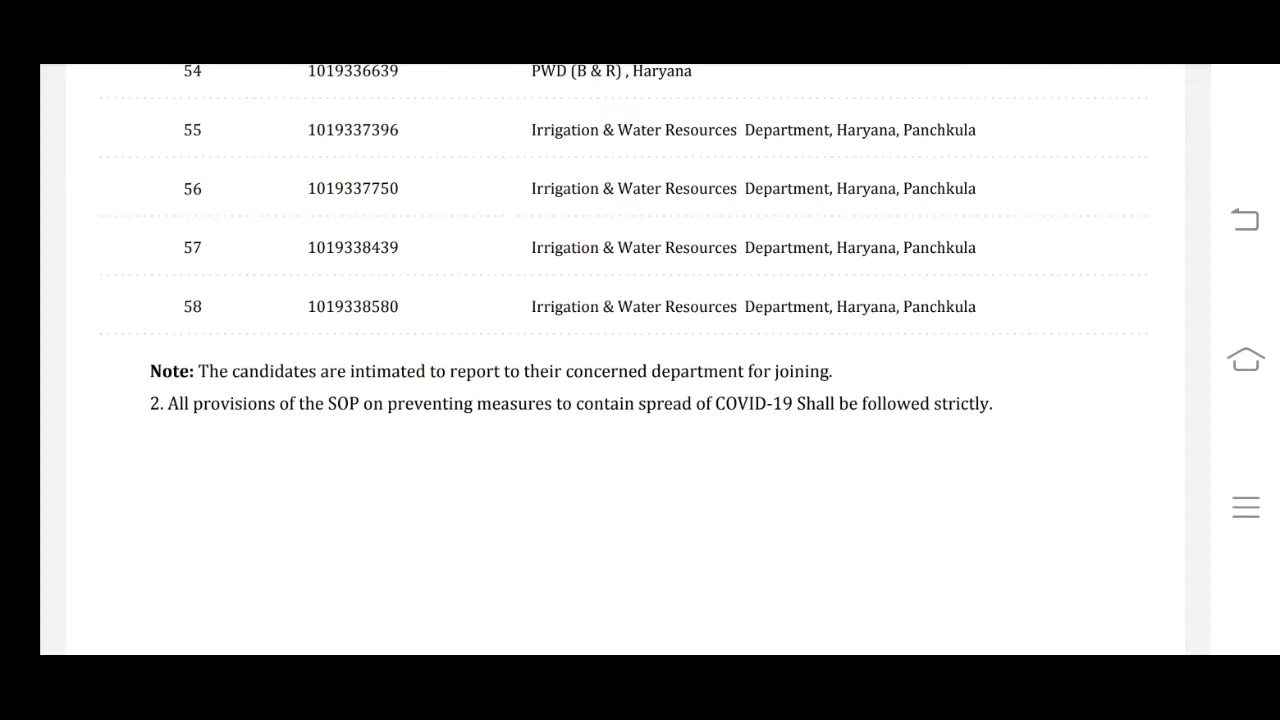 54 1019336639 PWD (B & R) , Haryana
55 1019337396 Irrigation & Water Resources Department, Haryana, Panchkula
56 1019337750 Irrigation & Water Resources Department, Haryana, Panchkula
57 1019338439 Irrigation & Water Resources Department, Haryana, Panchkula
58 1019338580 Irrigation & Water Resources Department, Haryana, Panchkula
Note: The candidates are intimated to report to their concerned department for joining.
2. All provisions of the SOP on preventing measures to contain spread of COVID-19 Shall be followed strictly.